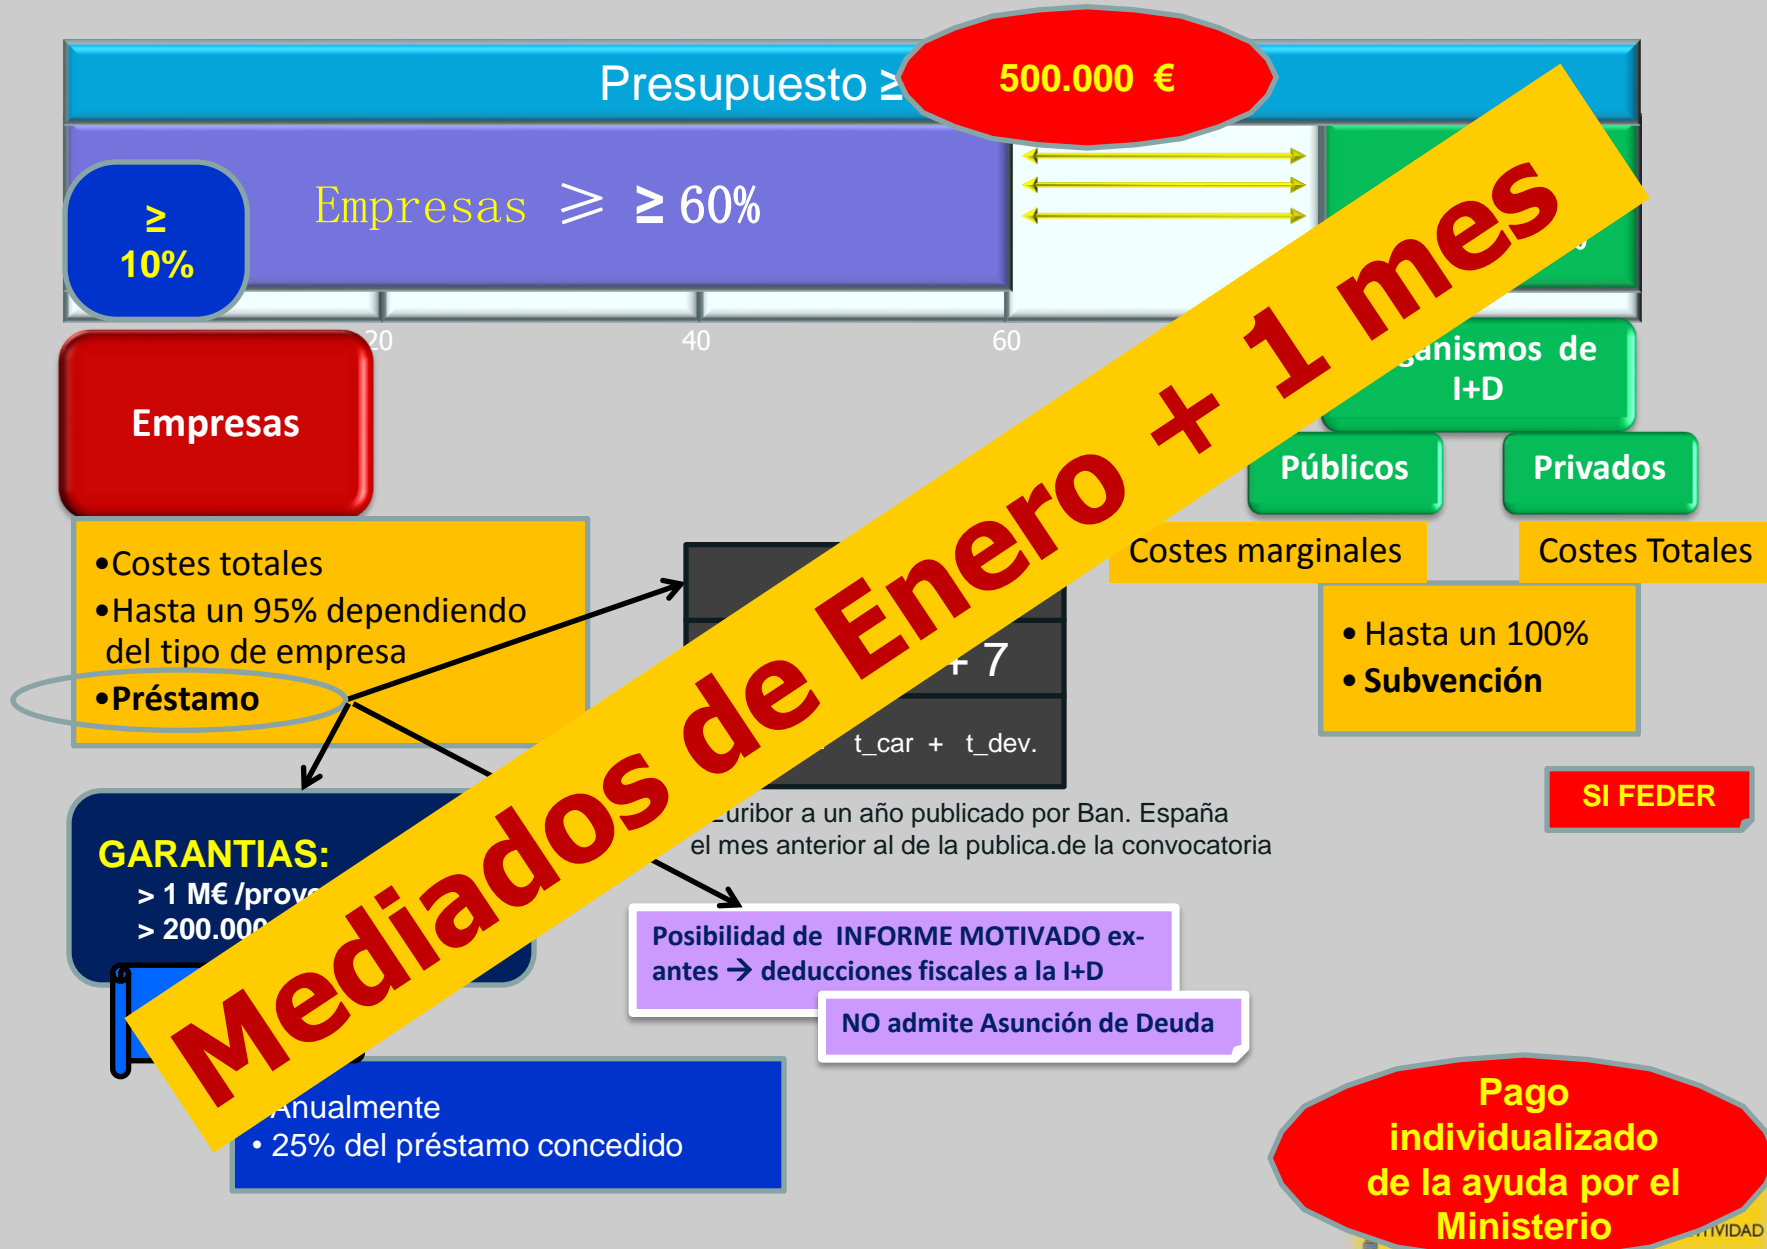 Presupuesto ≥ 500.000 €
Empresas ≥ ≥ 60%
≥
10%
%
20 40 60
Empresas
de
I+D
Públicos
Privados
Mediados de Enero + 1 mes
•Costes totales
•Hasta un 95% dependiendo
del tipo de empresa
•Préstamo
+ 7
t_car + t_dev.
Euribor a un año publicado por Ban. España
el mes anterior al de la publica.de la convocatoria
Costes marginales
Costes Totales
• Hasta un 100%
• Subvención
SI FEDER
GARANTIAS:
> 1 M€ /
> 200.000
Posibilidad de INFORME MOTIVADO ex-
antes → deducciones fiscales a la I+D
NO admite Asunción de Deuda
Anualmente
• 25% del préstamo concedido
Pago
individualizado
de la ayuda por el
Ministerio